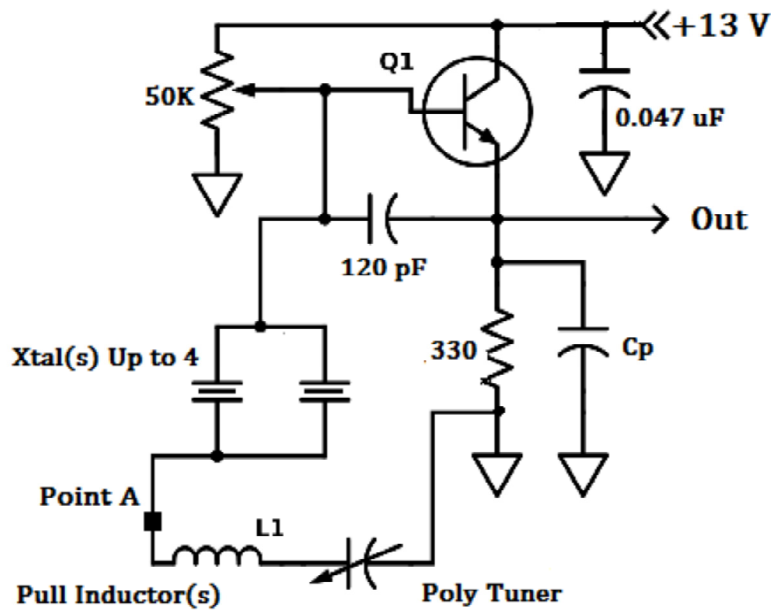 +13 V
Q1
50K
0.047 uF
Out
120 pF
Xtal(s) Up to 4
330
Cp
Point A
L1
Pull Inductor(s)
Poly Tuner